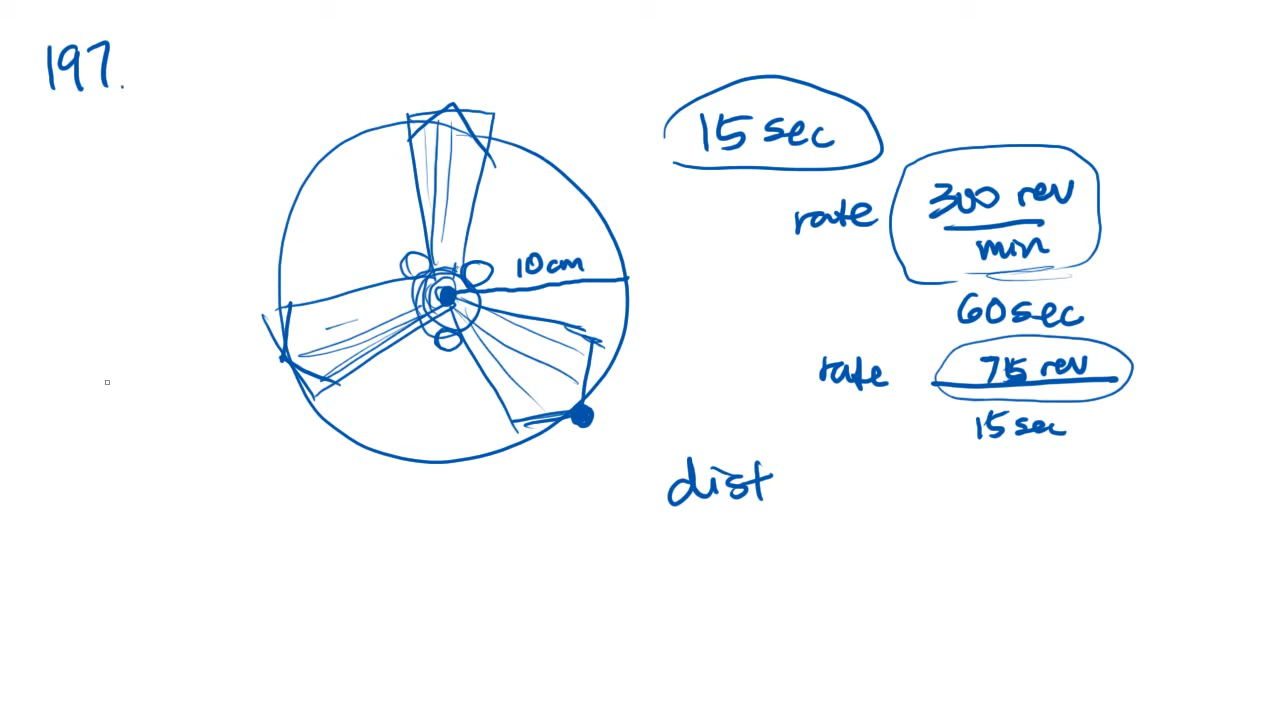 197.
15 sec
rate 300 rev
min
10cm
60sec
rate 75 rev
15 sec
dist